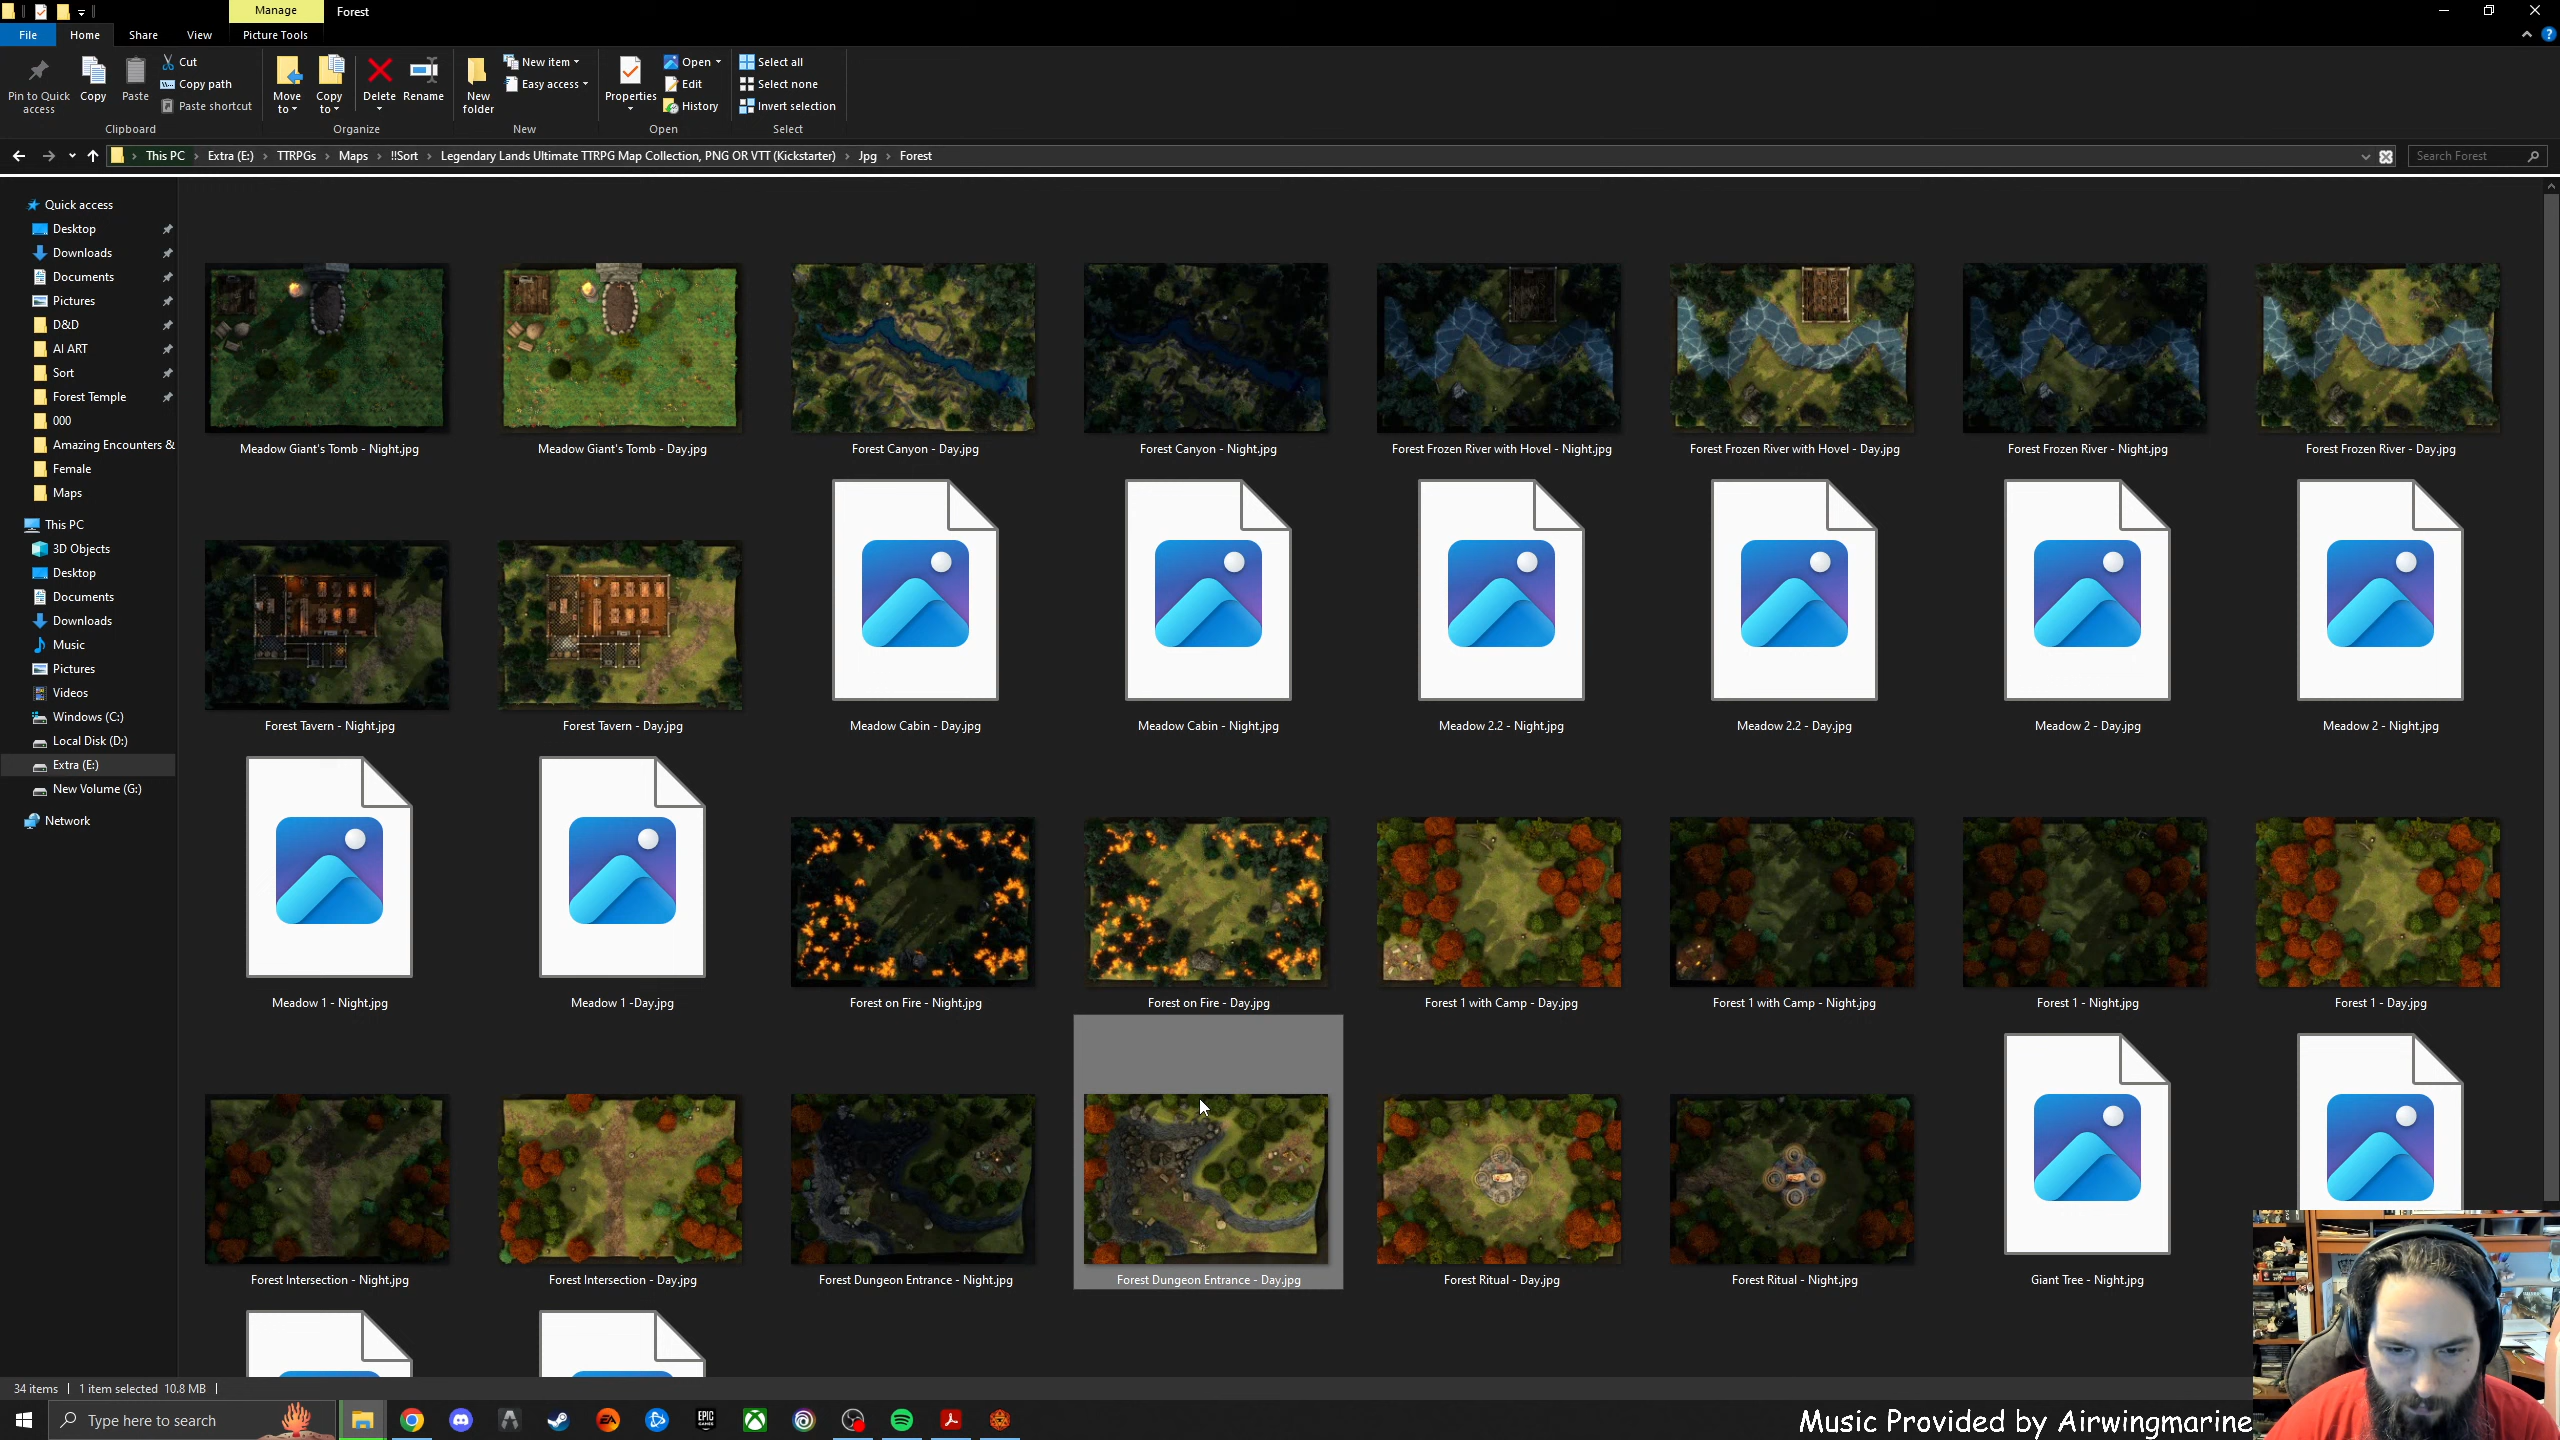 Manage
Forest
File
Home
Share
View
Picture Tools
Pin to Quick access
Copy
Paste
Cut
Copy path
Paste shortcut
Clipboard
Move to
Copy to
Delete
Rename
Organize
New folder
New item
Easy access
New
Properties
Open
Edit
History
Open
Select all
Select none
Invert selection
Select
This PC > Extra (E:) > TTRPGs > Maps > !!Sort > Legendary Lands Ultimate TTRPG Map Collection, PNG OR VTT (Kickstarter) > Jpg > Forest
Search Forest
Quick access
Desktop
Downloads
Documents
Pictures
D&D
AI ART
Sort
Forest Temple
000
Amazing Encounters &
Female
Maps
This PC
3D Objects
Desktop
Documents
Downloads
Music
Pictures
Videos
Windows (C:)
Local Disk (D:)
Extra (E:)
New Volume (G:)
Network
Meadow Giant's Tomb - Night.jpg
Meadow Giant's Tomb - Day.jpg
Forest Canyon - Day.jpg
Forest Canyon - Night.jpg
Forest Frozen River with Hovel - Night.jpg
Forest Frozen River with Hovel - Day.jpg
Forest Frozen River - Night.jpg
Forest Frozen River - Day.jpg
Forest Tavern - Night.jpg
Forest Tavern - Day.jpg
Meadow Cabin - Day.jpg
Meadow Cabin - Night.jpg
Meadow 2.2 - Night.jpg
Meadow 2.2 - Day.jpg
Meadow 2 - Day.jpg
Meadow 2 - Night.jpg
Meadow 1 - Night.jpg
Meadow 1 -Day.jpg
Forest on Fire - Night.jpg
Forest on Fire - Day.jpg
Forest 1 with Camp - Day.jpg
Forest 1 with Camp - Night.jpg
Forest 1 - Night.jpg
Forest 1 - Day.jpg
Forest Intersection - Night.jpg
Forest Intersection - Day.jpg
Forest Dungeon Entrance - Night.jpg
Forest Dungeon Entrance - Day.jpg
Forest Ritual - Day.jpg
Forest Ritual - Night.jpg
Giant Tree - Night.jpg
34 items
1 item selected 10.8 MB
Type here to search
EA
EPIC GAMES
Music Provided by Airwingmarine